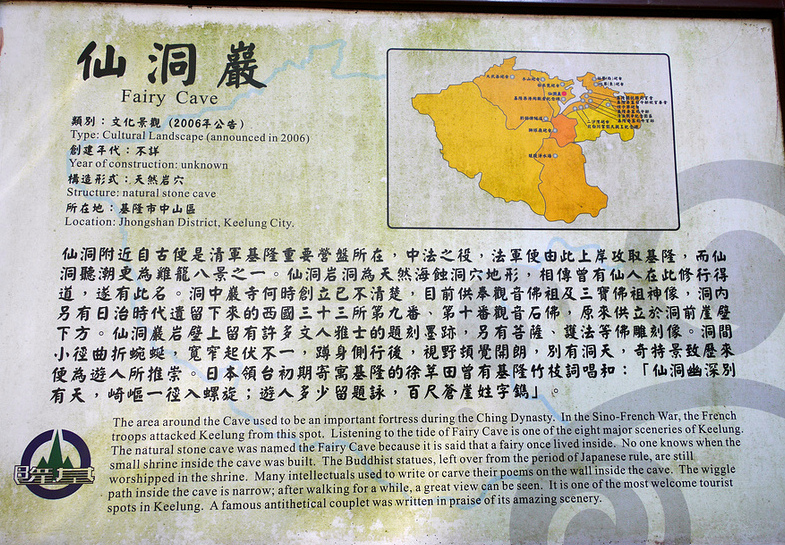 仙洞巖
Fairy Cave
類別：文化景觀（2006年公告）
Type: Cultural Landscape (announced in 2006)
創建年代：不詳
Year of construction: unknown
構造形式：天然岩穴
Structure: natural stone cave
所在地：基隆市中山區
Location: Jhongshan District, Keelung City.
仙洞附近自古便是清軍基隆重要營盤所在，中法之役，法軍便由此上岸攻取基隆，而仙
洞聽潮更為雞籠八景之一。仙洞岩洞為天然海蝕洞穴地形，相傳曾有仙人在此修行得
道，遂有此名。洞中巖寺何時創立已不清楚，目前供奉觀音佛祖及三寶佛祖神像，洞內
另有日治時代遺留下來的西國三十三所第九番、第十番觀音石佛，原來供立於洞前崖壁
下方。仙洞巖岩壁上留有許多文人雅士的題刻墨跡，另有菩薩、護法等佛雕刻像。洞間
小徑曲折蜿蜒，寬窄起伏不一，蹲身側行後，視野頓覺開朗，別有洞天，奇特景致歷來
便為遊人所推崇。日本領台初期寄寓基隆的徐草田曾有基隆竹枝詞唱和：「仙洞幽深別
有天，崎嶇一徑入螺旋；遊人多少留題詠，百尺蒼崖姓字鐫」。
The area around the Cave used to be an important fortress during the Ching Dynasty. In the Sino-French War, the French
troops attacked Keelung from this spot. Listening to the tide of Fairy Cave is one of the eight major sceneries of Keelung.
The natural stone cave was named the Fairy Cave because it is said that a fairy once lived inside. No one knows when the
small shrine inside the cave was built. The Buddhist statues, left over from the period of Japanese rule, are still
worshipped in the shrine. Many intellectuals used to write or carve their poems on the wall inside the cave. The wiggle
path inside the cave is narrow; after walking for a while, a great view can be seen. It is one of the most welcome tourist
spots in Keelung. A famous antithetical couplet was written in praise of its amazing scenery.